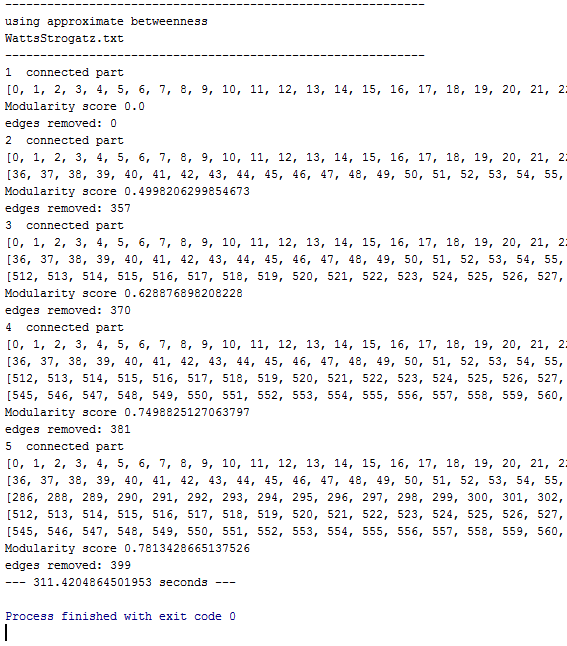 ------------------------------------------------------------
using approximate betweenness
WattsStrogatz.txt
------------------------------------------------------------
1  connected part
[0, 1, 2, 3, 4, 5, 6, 7, 8, 9, 10, 11, 12, 13, 14, 15, 16, 17, 18, 19, 20, 21, 22
Modularity score 0.0
edges removed: 0
2  connected part
[0, 1, 2, 3, 4, 5, 6, 7, 8, 9, 10, 11, 12, 13, 14, 15, 16, 17, 18, 19, 20, 21, 22
[36, 37, 38, 39, 40, 41, 42, 43, 44, 45, 46, 47, 48, 49, 50, 51, 52, 53, 54, 55,
Modularity score 0.4998206299854673
edges removed: 357
3  connected part
[0, 1, 2, 3, 4, 5, 6, 7, 8, 9, 10, 11, 12, 13, 14, 15, 16, 17, 18, 19, 20, 21, 22
[36, 37, 38, 39, 40, 41, 42, 43, 44, 45, 46, 47, 48, 49, 50, 51, 52, 53, 54, 55,
[512, 513, 514, 515, 516, 517, 518, 519, 520, 521, 522, 523, 524, 525, 526, 527,
Modularity score 0.628876898208228
edges removed: 370
4  connected part
[0, 1, 2, 3, 4, 5, 6, 7, 8, 9, 10, 11, 12, 13, 14, 15, 16, 17, 18, 19, 20, 21, 22
[36, 37, 38, 39, 40, 41, 42, 43, 44, 45, 46, 47, 48, 49, 50, 51, 52, 53, 54, 55,
[512, 513, 514, 515, 516, 517, 518, 519, 520, 521, 522, 523, 524, 525, 526, 527,
[545, 546, 547, 548, 549, 550, 551, 552, 553, 554, 555, 556, 557, 558, 559, 560,
Modularity score 0.7498825127063797
edges removed: 381
5  connected part
[0, 1, 2, 3, 4, 5, 6, 7, 8, 9, 10, 11, 12, 13, 14, 15, 16, 17, 18, 19, 20, 21, 22
[36, 37, 38, 39, 40, 41, 42, 43, 44, 45, 46, 47, 48, 49, 50, 51, 52, 53, 54, 55,
[286, 288, 289, 290, 291, 292, 293, 294, 295, 296, 297, 298, 299, 300, 301, 302,
[512, 513, 514, 515, 516, 517, 518, 519, 520, 521, 522, 523, 524, 525, 526, 527,
[545, 546, 547, 548, 549, 550, 551, 552, 553, 554, 555, 556, 557, 558, 559, 560,
Modularity score 0.7813428665137526
edges removed: 399
--- 311.4204864501953 seconds ---
Process finished with exit code 0